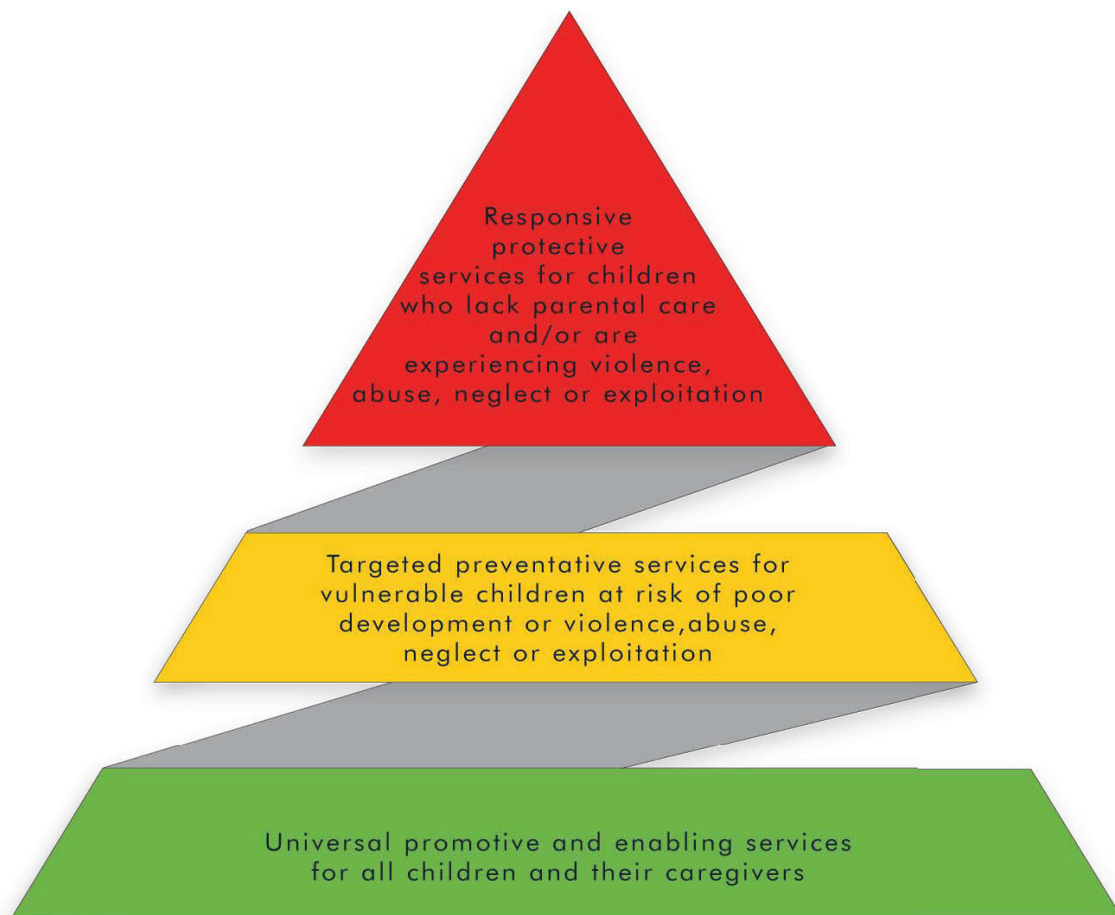 Responsive
protective
services for children
who lack parental care
and/or are
experiencing violence,
abuse, neglect or exploitation
Targeted preventative services for
vulnerable children at risk of poor
development or violence,abuse,
neglect or exploitation
Universal promotive and enabling services
for all children and their caregivers